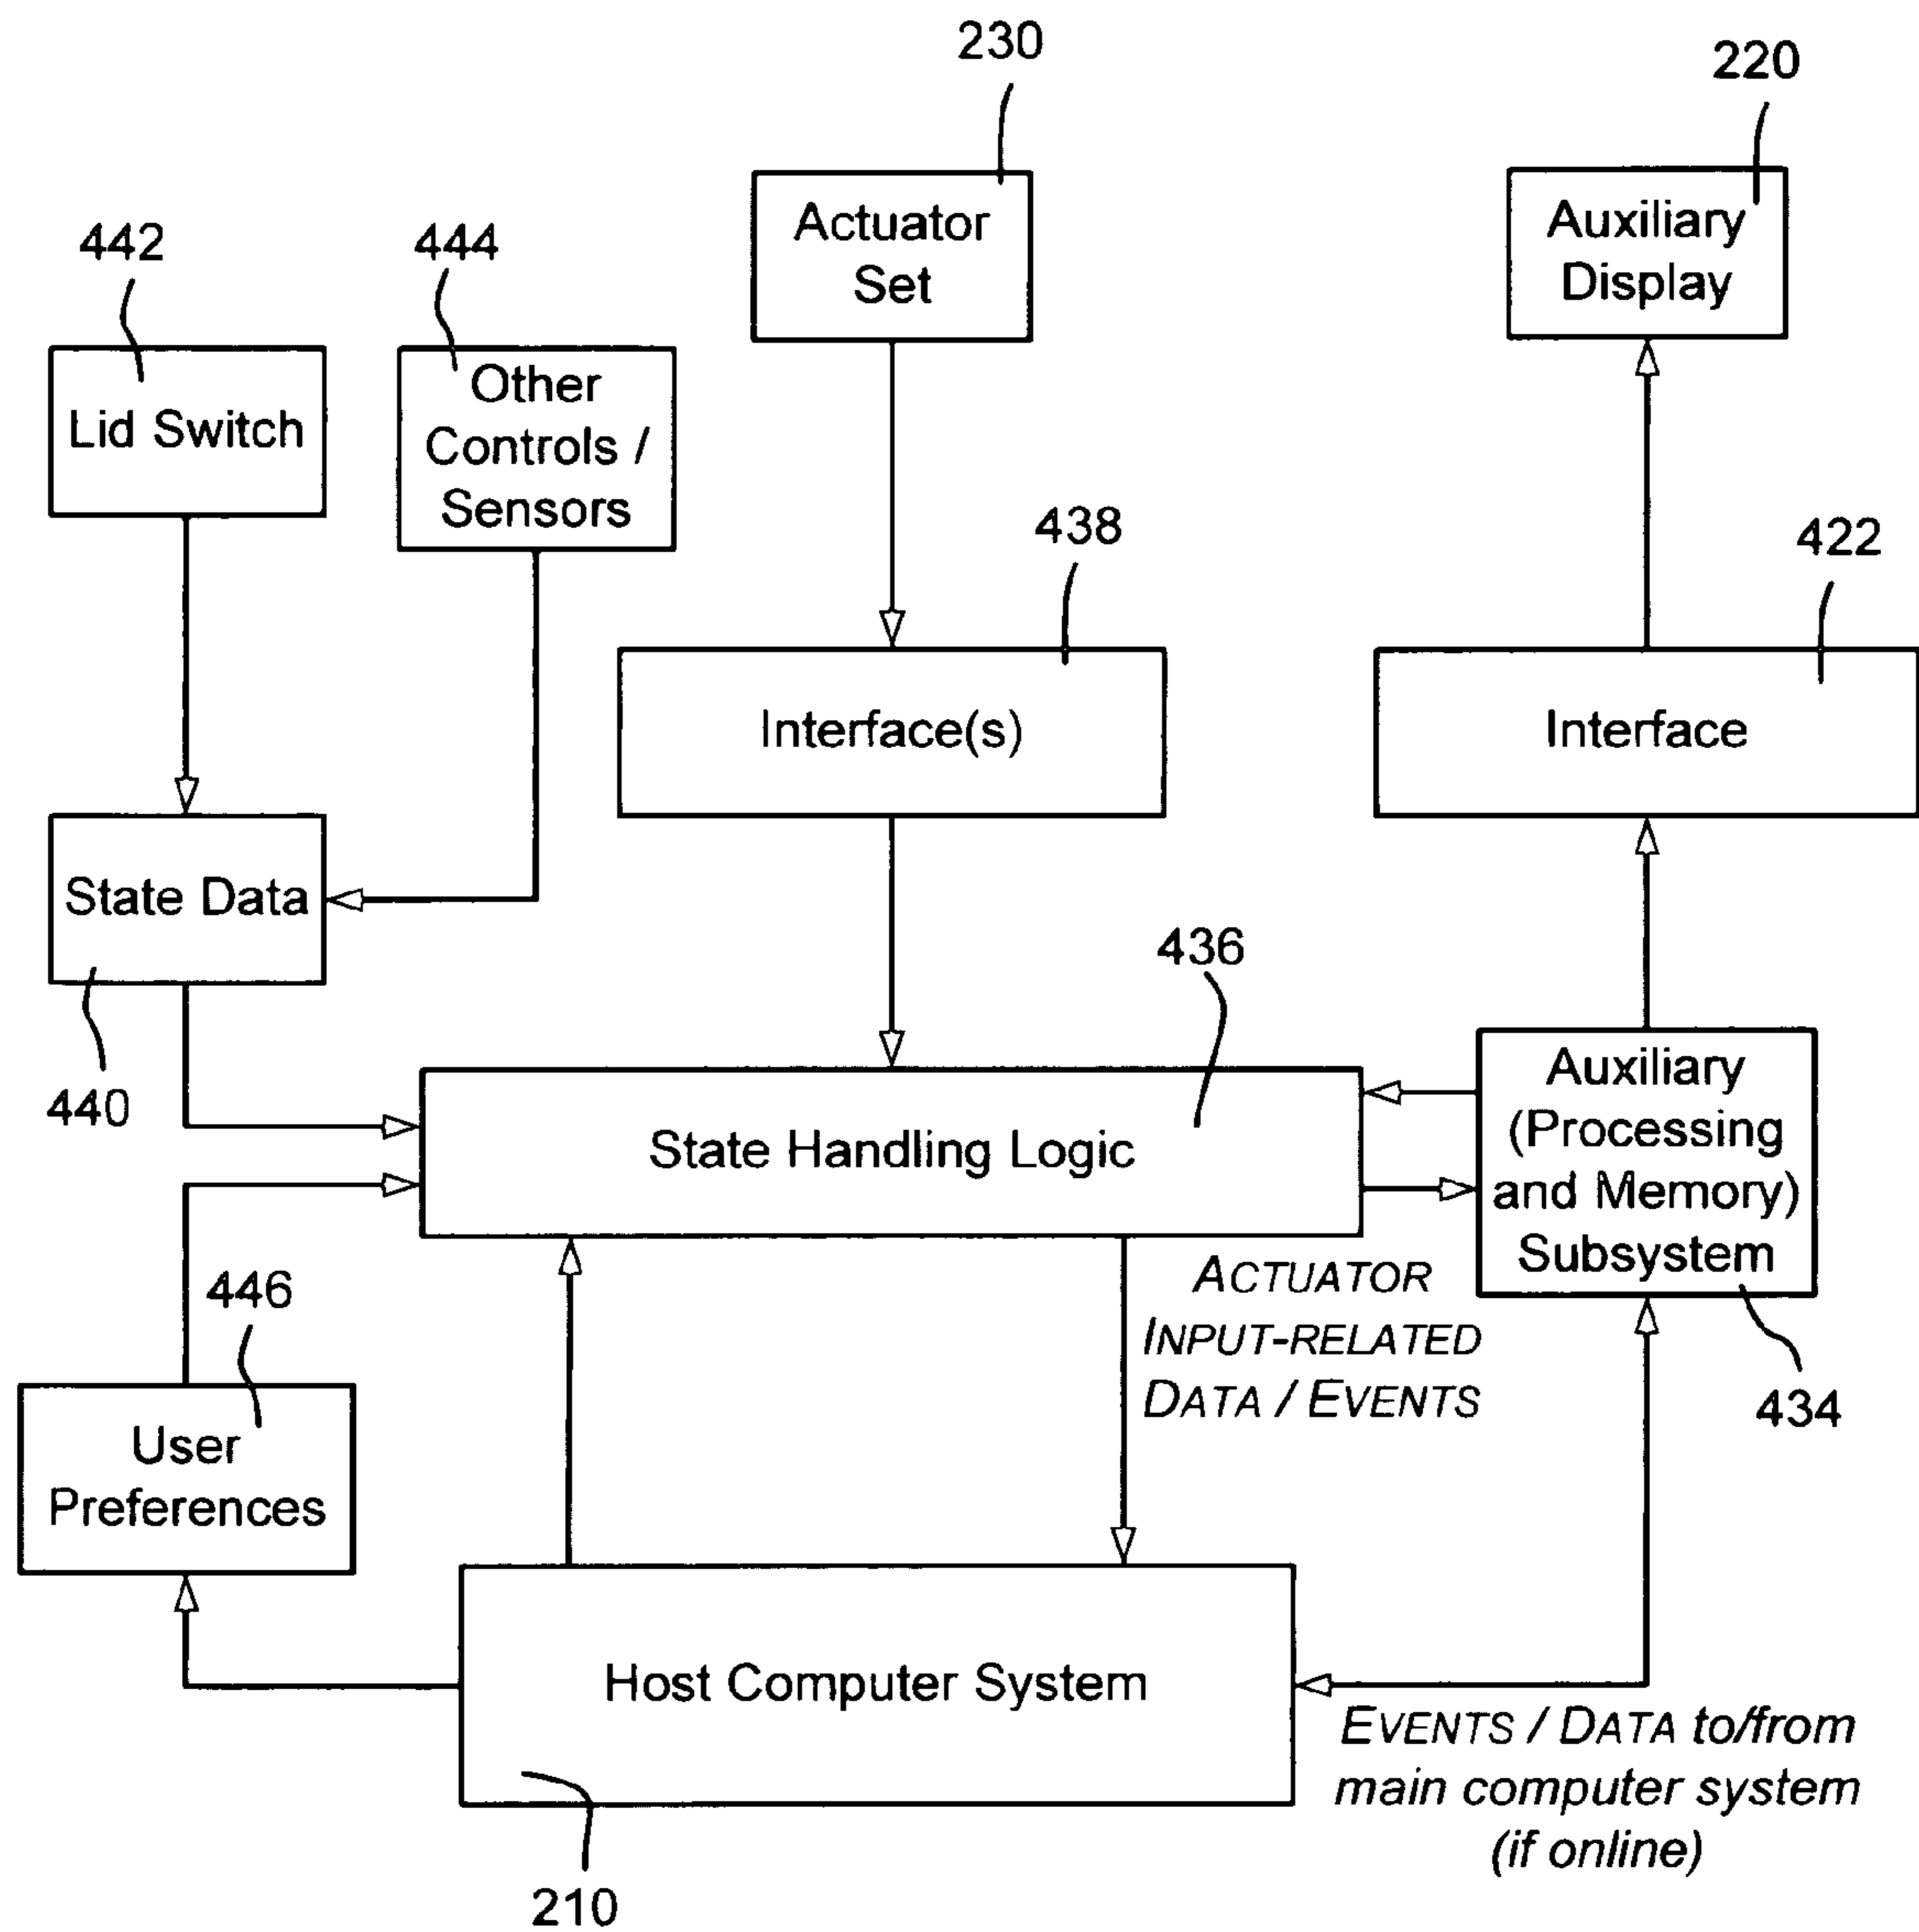 230
220
Actuator
Set
Auxiliary
Display
442
444
Lid Switch
Other
Controls /
Sensors
438
422
Interface(s)
Interface
State Data
436
440
State Handling Logic
Auxiliary
(Processing
and Memory)
Subsystem
ACTUATOR
INPUT-RELATED
DATA / EVENTS
446
434
User
Preferences
Host Computer System
EVENTS / DATA to/from
main computer system
(if online)
210